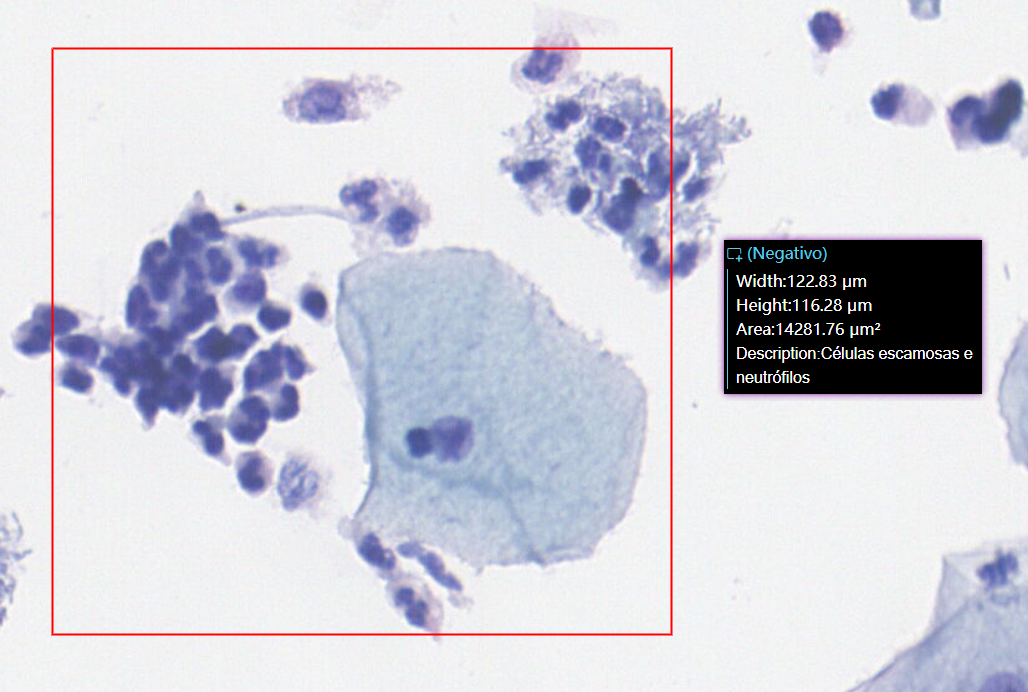 (Negativo)
Width:122.83 µm
Height:116.28 µm
Area:14281.76 µm²
Description:Células escamosas e
neutrófilos